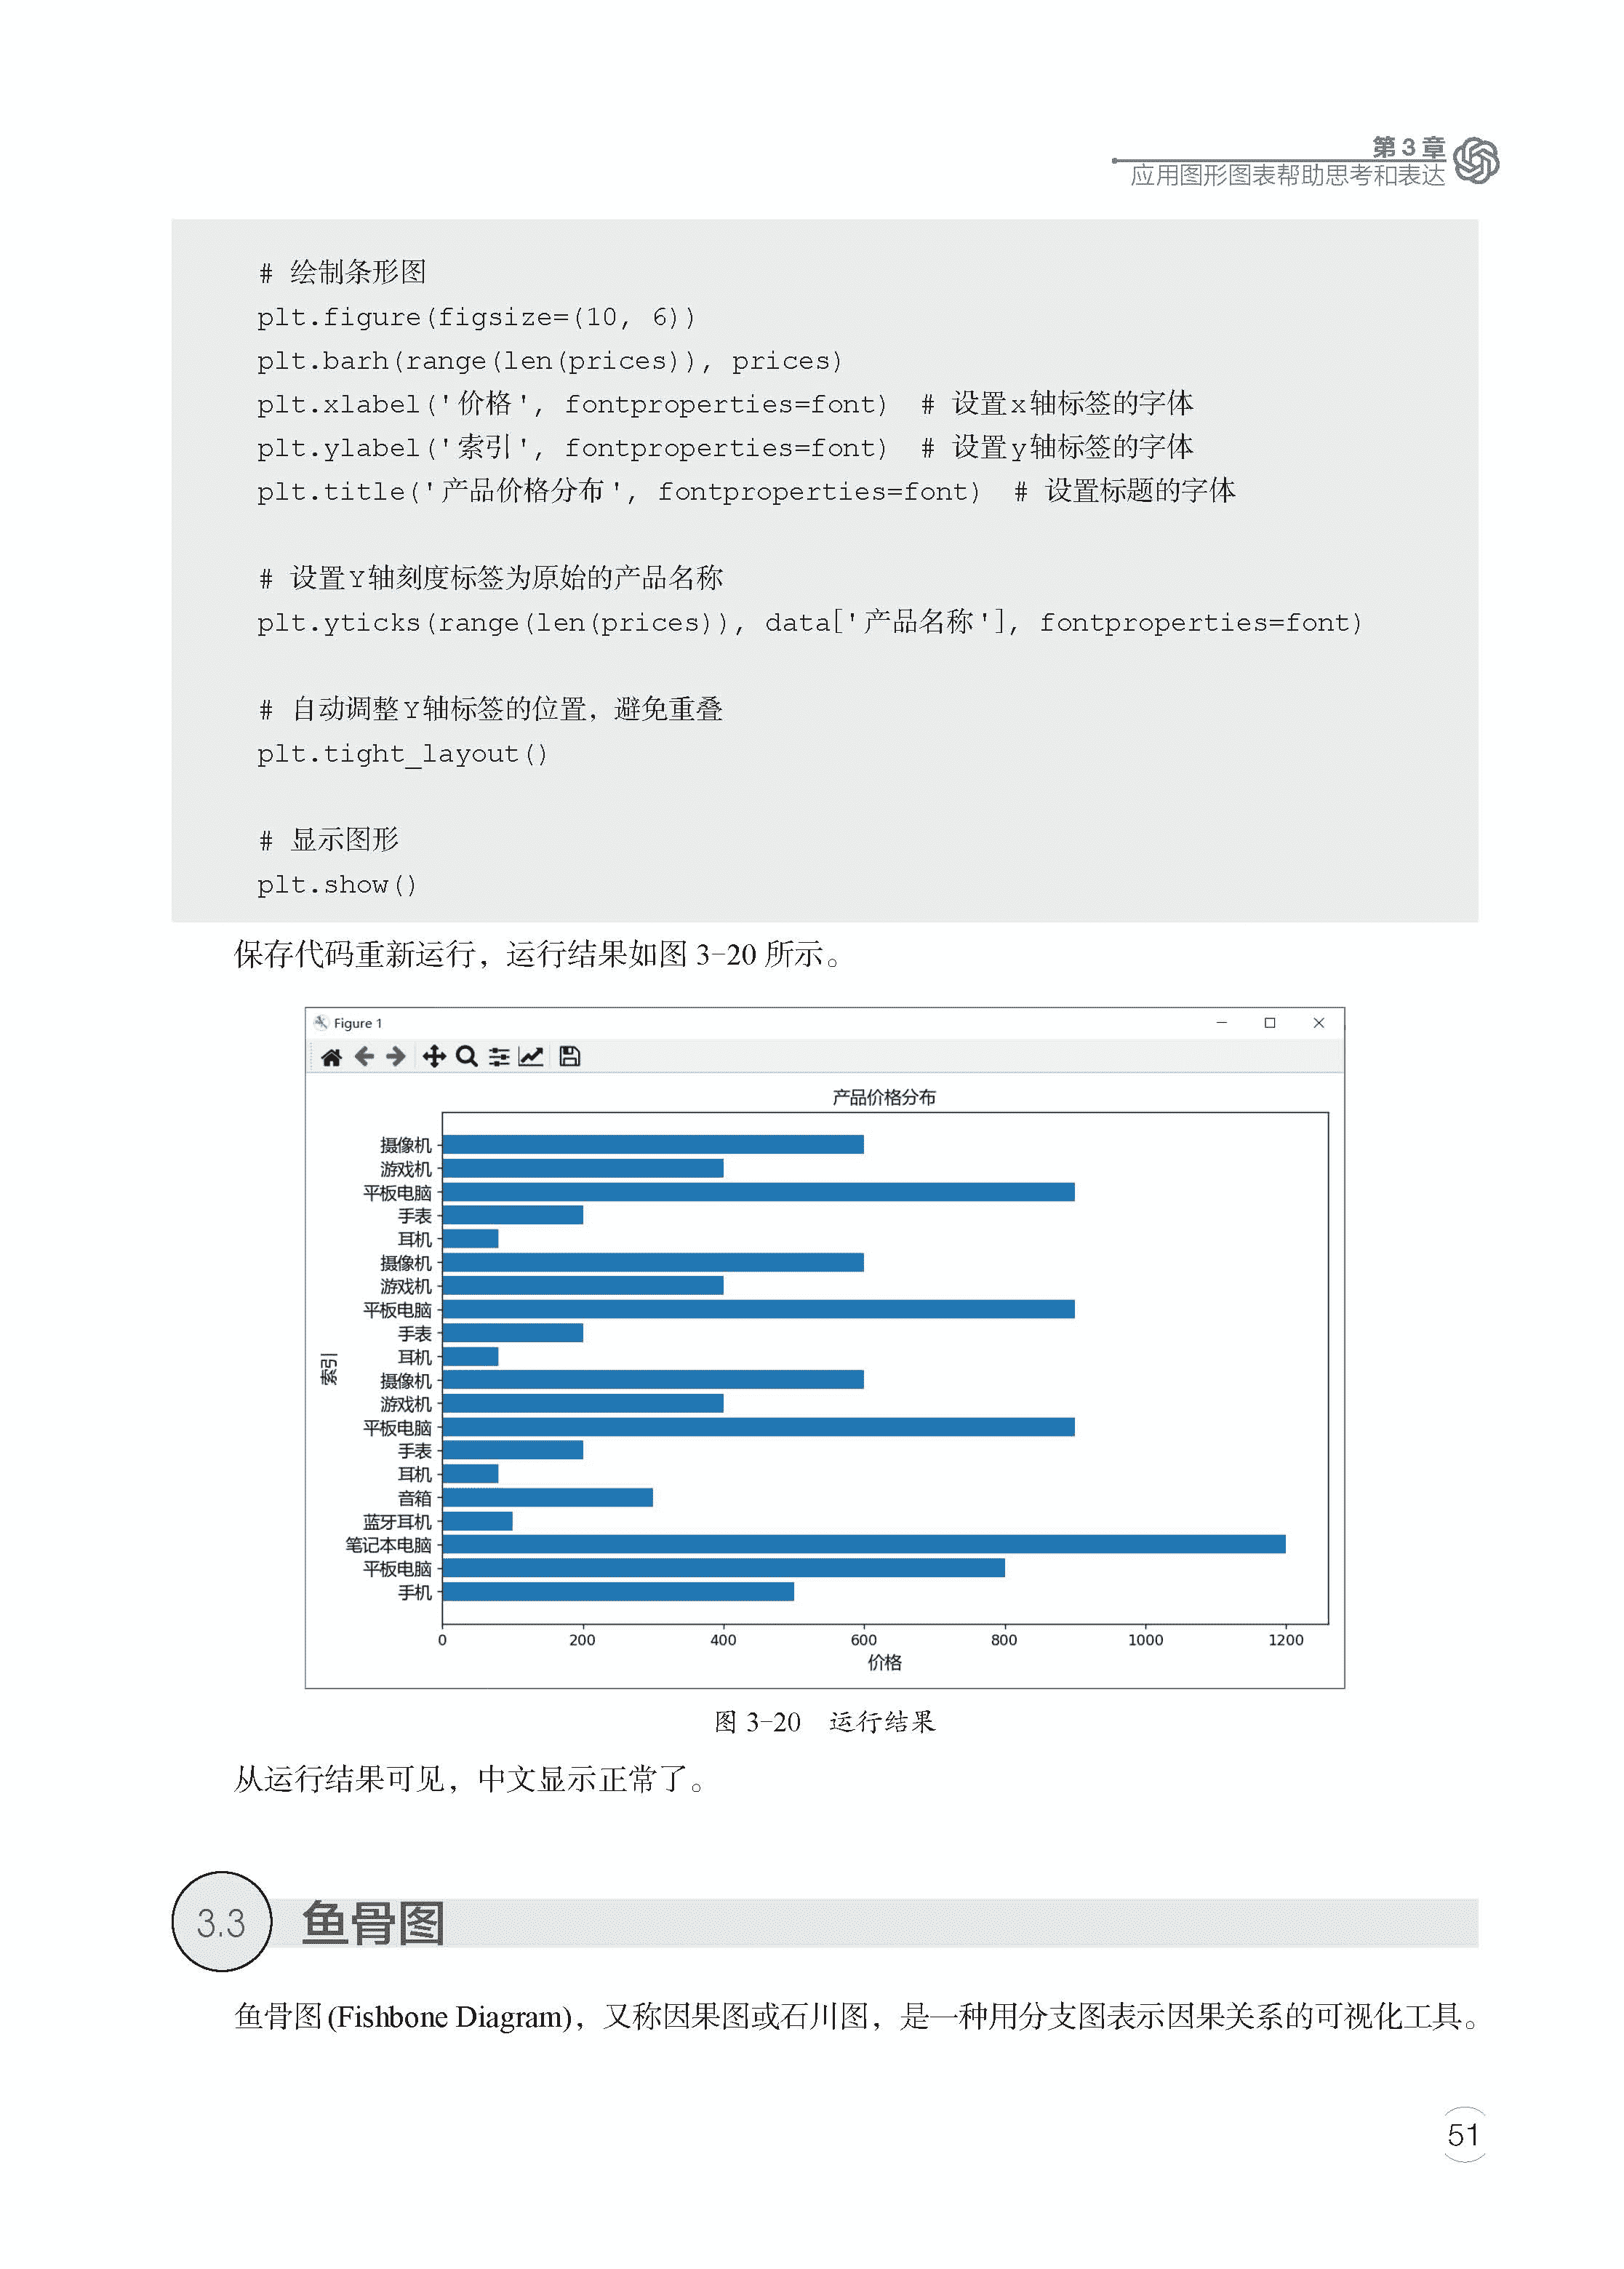 第3章
应用图形图表帮助思考和表达
# 绘制条形图
plt.figure(figsize=(10, 6))
plt.barh(range(len(prices)), prices)
plt.xlabel('价格', fontproperties=font)  # 设置x轴标签的字体
plt.ylabel('索引', fontproperties=font)  # 设置y轴标签的字体
plt.title('产品价格分布', fontproperties=font)  # 设置标题的字体
# 设置Y轴刻度标签为原始的产品名称
plt.yticks(range(len(prices)), data['产品名称'], fontproperties=font)
# 自动调整Y轴标签的位置，避免重叠
plt.tight_layout()
# 显示图形
plt.show()
保存代码重新运行，运行结果如图 3-20 所示。
Figure 1
产品价格分布
摄像机
游戏机
平板电脑
手表
耳机
摄像机
游戏机
平板电脑
手表
耳机
摄像机
游戏机
平板电脑
手表
耳机
音箱
蓝牙耳机
笔记本电脑
平板电脑
手机
索引
0 200 400 600 800 1000 1200
价格
图 3-20 运行结果
从运行结果可见，中文显示正常了。
3.3 鱼骨图
鱼骨图(Fishbone Diagram)，又称因果图或石川图，是一种用分支图表示因果关系的可视化工具。
51